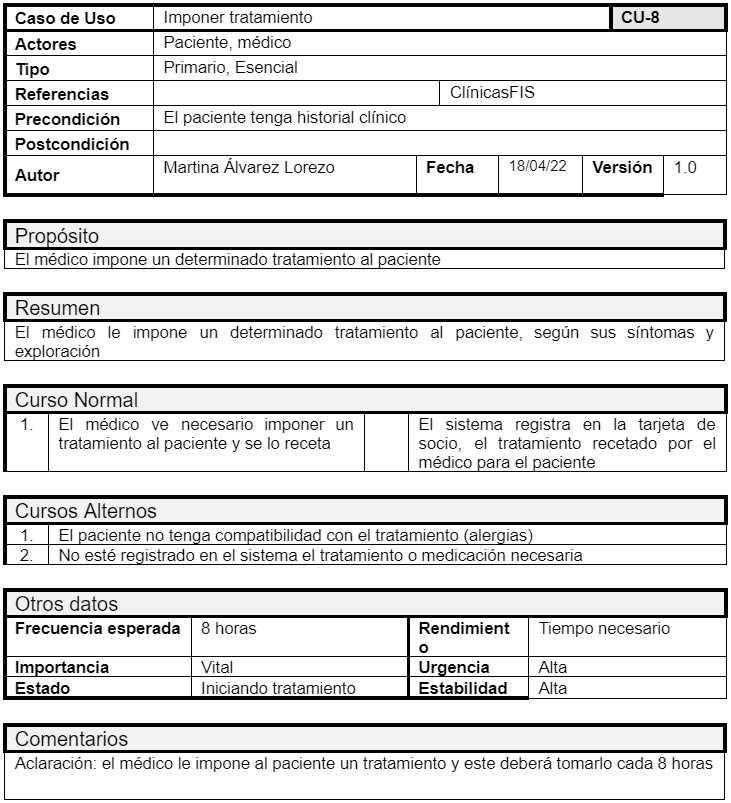 Caso de Uso Imponer tratamiento CU-8
Actores Paciente, médico
Tipo Primario, Esencial
Referencias ClínicasFIS
Precondición El paciente tenga historial clínico
Postcondición
Autor Martina Álvarez Lorezo Fecha 18/04/22 Versión 1.0
Propósito
El médico impone un determinado tratamiento al paciente
Resumen
El médico le impone un determinado tratamiento al paciente, según sus síntomas y
exploración
Curso Normal
1. El médico ve necesario imponer un
tratamiento al paciente y se lo receta
El sistema registra en la tarjeta de
socio, el tratamiento recetado por el
médico para el paciente
Cursos Alternos
1. El paciente no tenga compatibilidad con el tratamiento (alergias)
2. No esté registrado en el sistema el tratamiento o medicación necesaria
Otros datos
Frecuencia esperada 8 horas
Rendimient
o
Tiempo necesario
Importancia Vital Urgencia Alta
Estado Iniciando tratamiento Estabilidad Alta
Comentarios
Aclaración: el médico le impone al paciente un tratamiento y este deberá tomarlo cada 8 horas